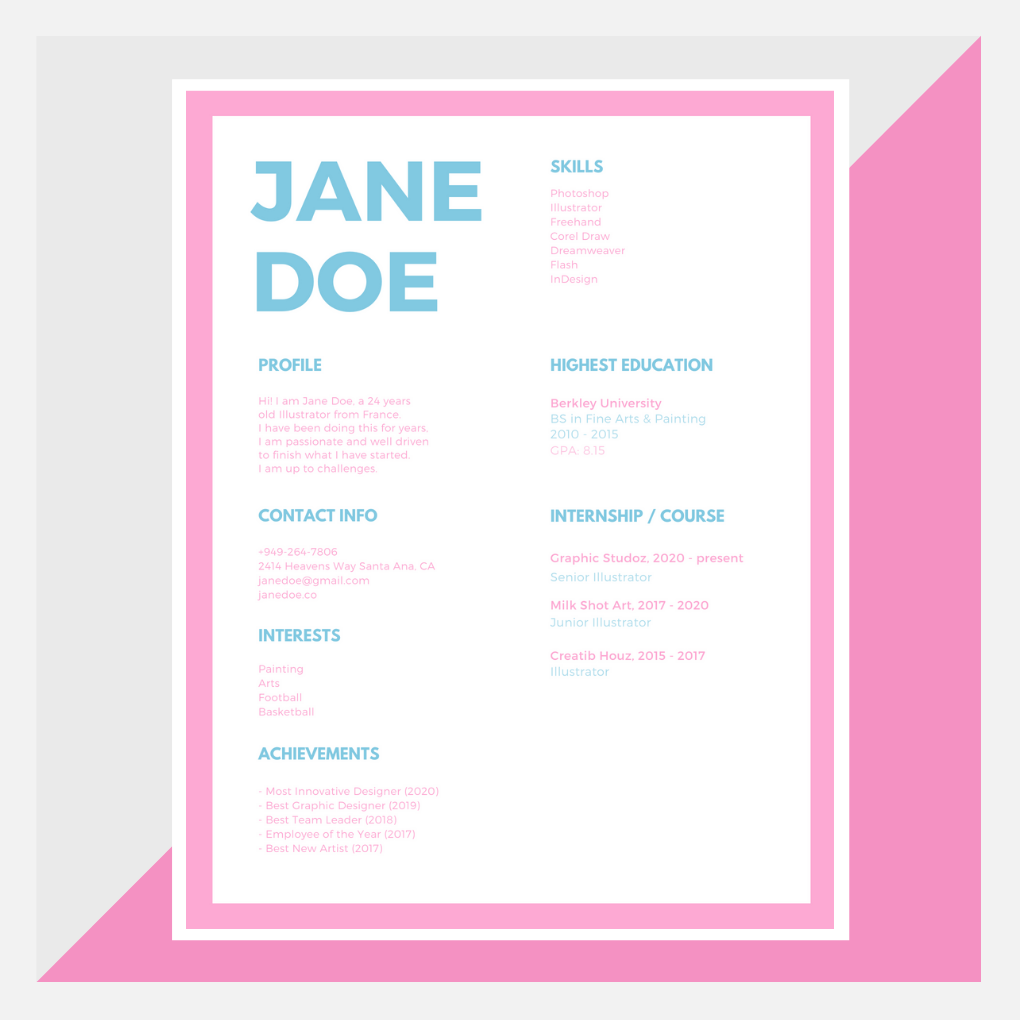 JANE
DOE
PROFILE
Hi! I am Jane Doe, a 24 years
old Illustrator from France.
I have been doing this for years.
I am passionate and well driven
to finish what I have started.
I am up to challenges.
CONTACT INFO
+949-264-7806
2414 Heavens Way Santa Ana, CA
janedoe@gmail.com
janedoe.co
INTERESTS
Painting
Arts
Football
Basketball
ACHIEVEMENTS
- Most Innovative Designer (2020)
- Best Graphic Designer (2019)
- Best Team Leader (2018)
- Employee of the Year (2017)
- Best New Artist (2017)
SKILLS
Photoshop
Illustrator
Freehand
Corel Draw
Dreamweaver
Flash
InDesign
HIGHEST EDUCATION
Berkley University
BS in Fine Arts & Painting
2010 - 2015
GPA: 8.15
INTERNSHIP / COURSE
Graphic Studoz, 2020 - present
Senior Illustrator
Milk Shot Art, 2017 - 2020
Junior Illustrator
Creatib Houz, 2015 - 2017
Illustrator